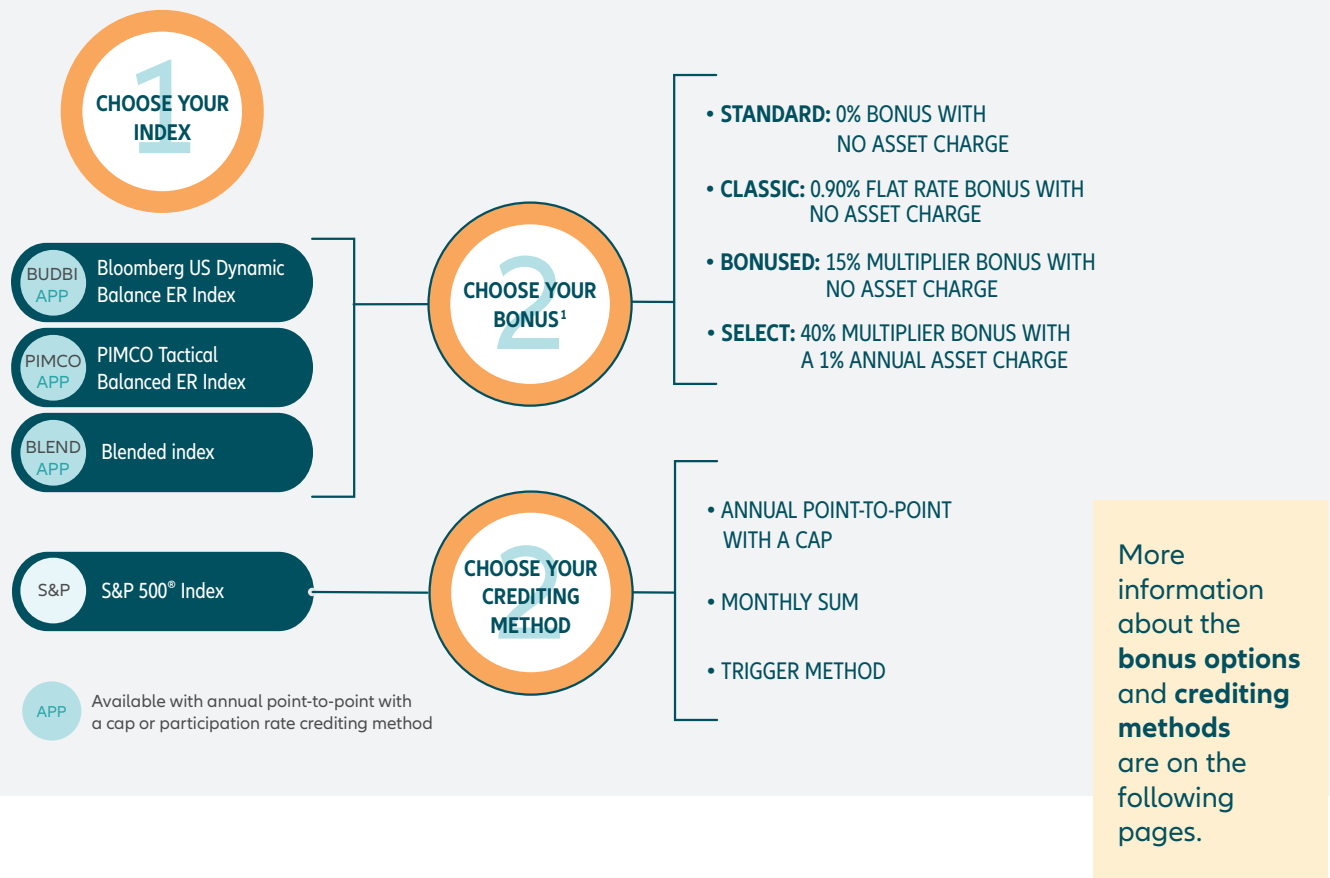 1
CHOOSE YOUR
INDEX
BUDBI
APP
Bloomberg US Dynamic
Balance ER Index
PIMCO
APP
PIMCO Tactical
Balanced ER Index
BLEND
APP
Blended index
2
CHOOSE YOUR
BONUS¹
• STANDARD: 0% BONUS WITH
NO ASSET CHARGE
• CLASSIC: 0.90% FLAT RATE BONUS WITH
NO ASSET CHARGE
• BONUSED: 15% MULTIPLIER BONUS WITH
NO ASSET CHARGE
• SELECT: 40% MULTIPLIER BONUS WITH
A 1% ANNUAL ASSET CHARGE
S&P
S&P 500® Index
2
CHOOSE YOUR
CREDITING
METHOD
• ANNUAL POINT-TO-POINT
WITH A CAP
• MONTHLY SUM
• TRIGGER METHOD
APP
Available with annual point-to-point with
a cap or participation rate crediting method
More
information
about the
bonus options
and crediting
methods
are on the
following
pages.